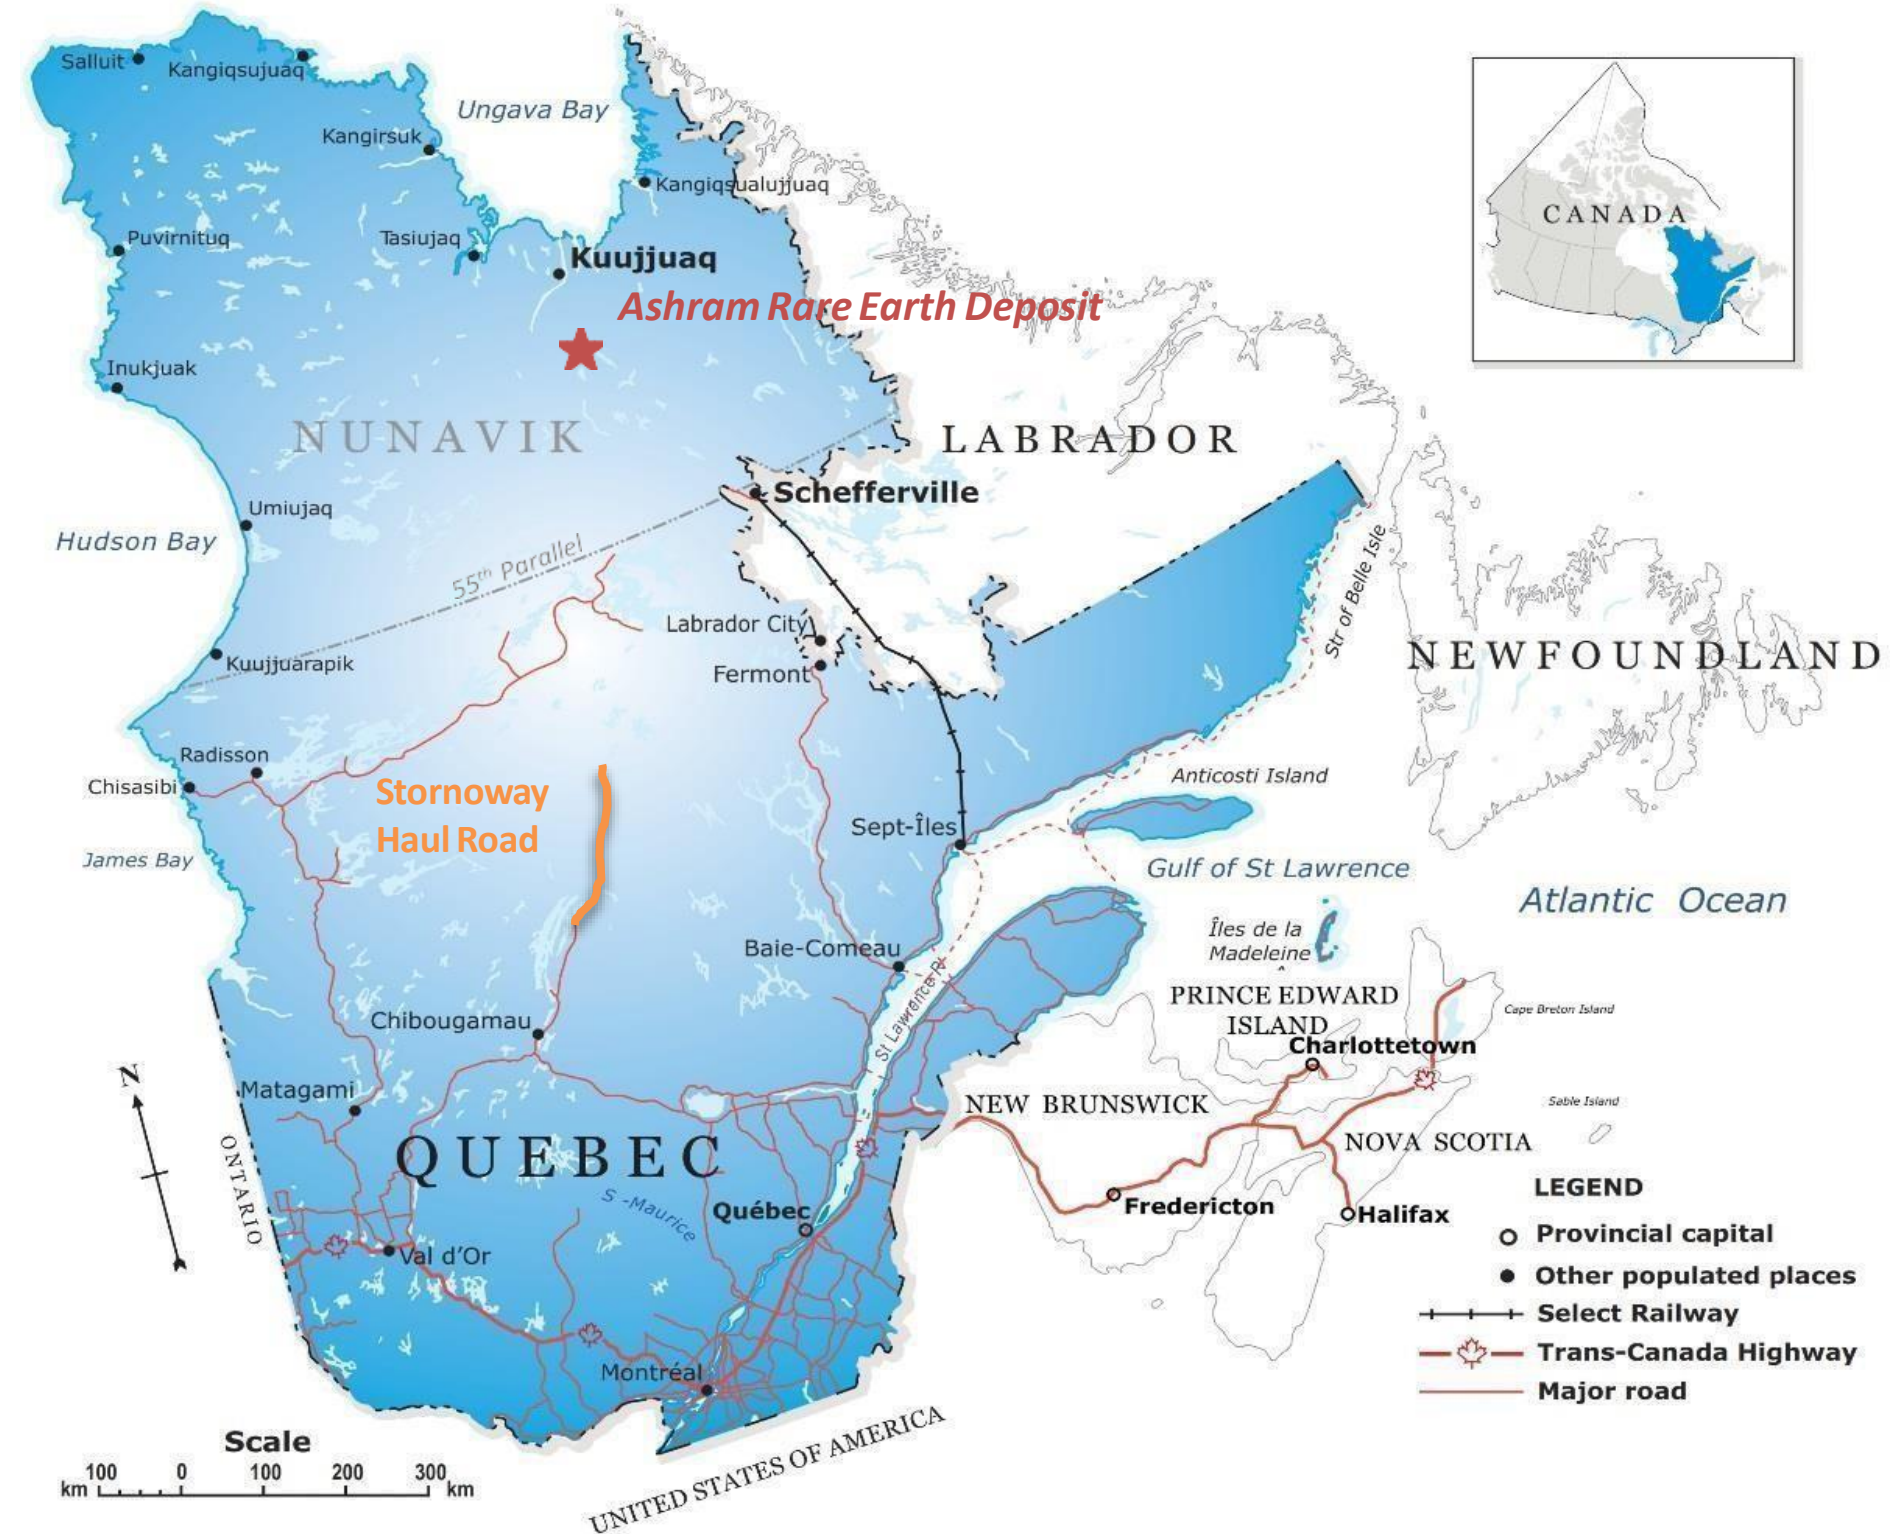 Salluit
Kangiqsujuaq
Ungava Bay
Kangirsuk
Kangiqsualujjuaq
CANADA
Puvirnituq
Tasiujaq
Kuujjuaq
Ashram Rare Earth Deposit
Inukjuak
NUNAVIK
LABRADOR
Schefferville
Umiujaq
Hudson Bay
55th Parallel
Str of Belle Isle
Labrador City
Kuujjuarapik
Fermont
NEWFOUNDLAND
Radisson
Chisasibi
Stornoway
Haul Road
Anticosti Island
Sept-Îles
James Bay
Gulf of St Lawrence
Atlantic Ocean
Îles de la
Madeleine
Baie-Comeau
St Lawrence R
PRINCE EDWARD
ISLAND
Cape Breton Island
Chibougamau
Charlottetown
N
Matagami
NEW BRUNSWICK
Sable Island
ONTARIO
QUEBEC
NOVA SCOTIA
S -Maurice
Québec
Fredericton
Halifax
Val d'Or
Montréal
LEGEND
Provincial capital
Other populated places
Select Railway
Trans-Canada Highway
Major road
UNITED STATES OF AMERICA
Scale
100 0 100 200 300
km km